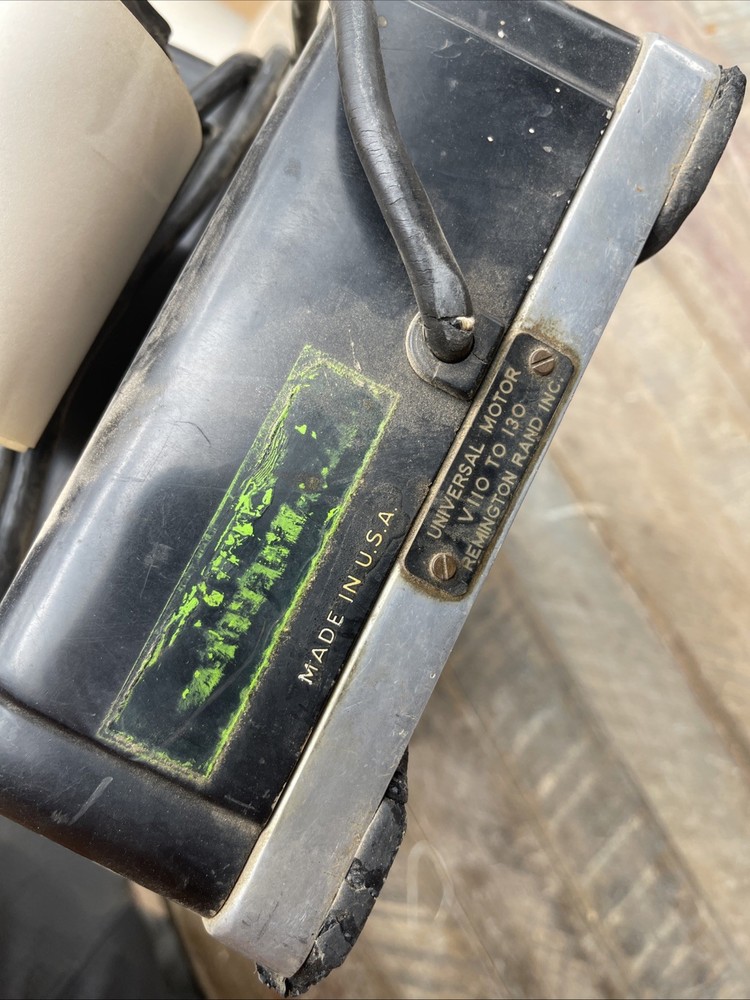 UNIVERSAL MOTOR
V 110 TO 130
REMINGTON RAND INC.
MADE IN U.S.A.